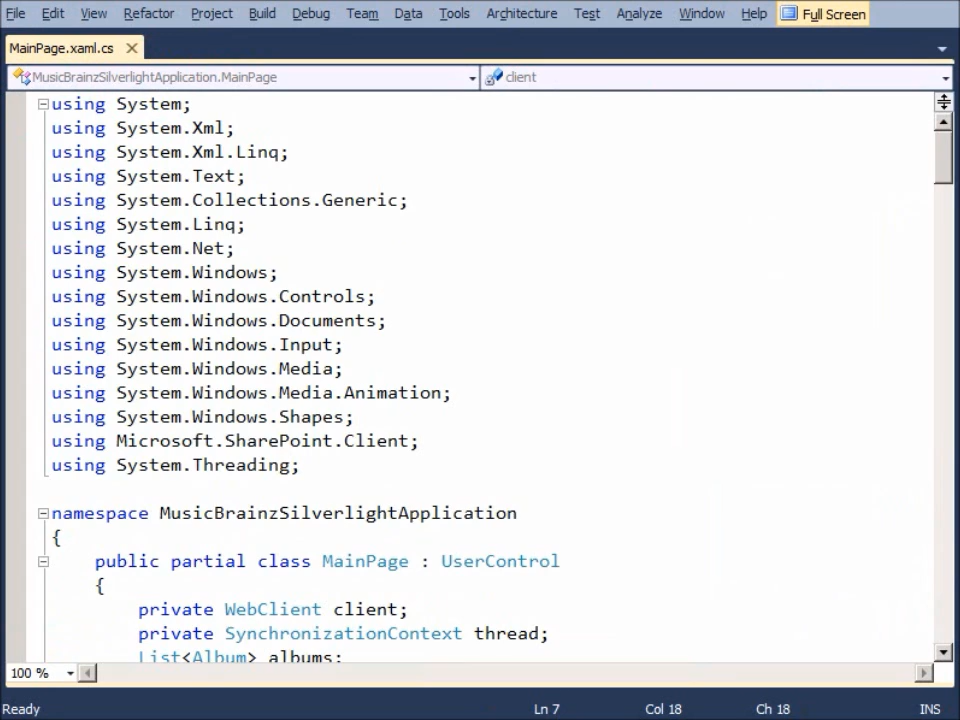 File Edit View Refactor Project Build Debug Team Data Tools Architecture Test Analyze Window Help Full Screen
MainPage.xaml.cs
MusicBrainzSilverlightApplication.MainPage client
using System;
using System.Xml;
using System.Xml.Linq;
using System.Text;
using System.Collections.Generic;
using System.Linq;
using System.Net;
using System.Windows;
using System.Windows.Controls;
using System.Windows.Documents;
using System.Windows.Input;
using System.Windows.Media;
using System.Windows.Media.Animation;
using System.Windows.Shapes;
using Microsoft.SharePoint.Client;
using System.Threading;
namespace MusicBrainzSilverlightApplication
{
public partial class MainPage : UserControl
{
private WebClient client;
private SynchronizationContext thread;
List<Album> albums;
100 %
Ready Ln 7 Col 18 Ch 18 INS